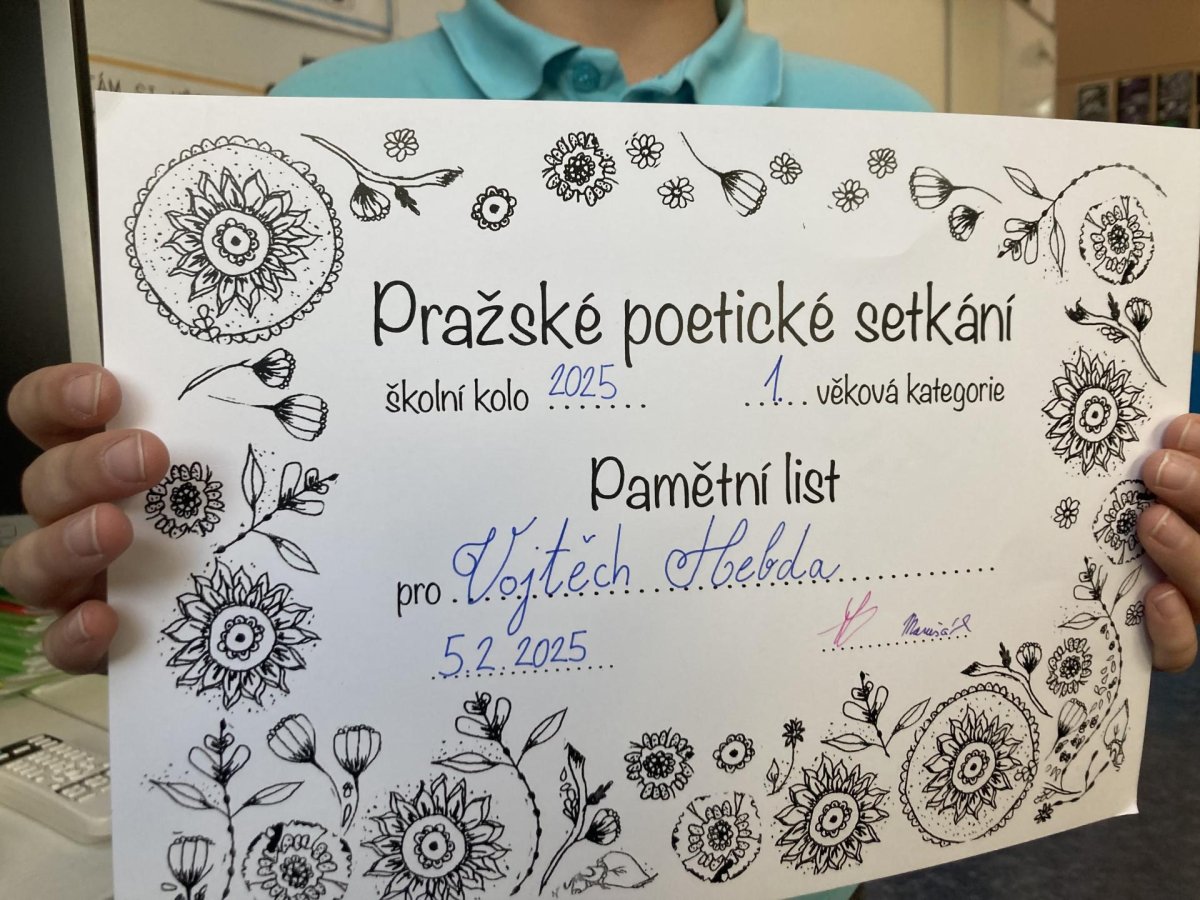 Pražské poetické setkání
školní kolo 2025 1. věková kategorie
Pamětní list
pro Vojtěch Hebda
5.2.2025